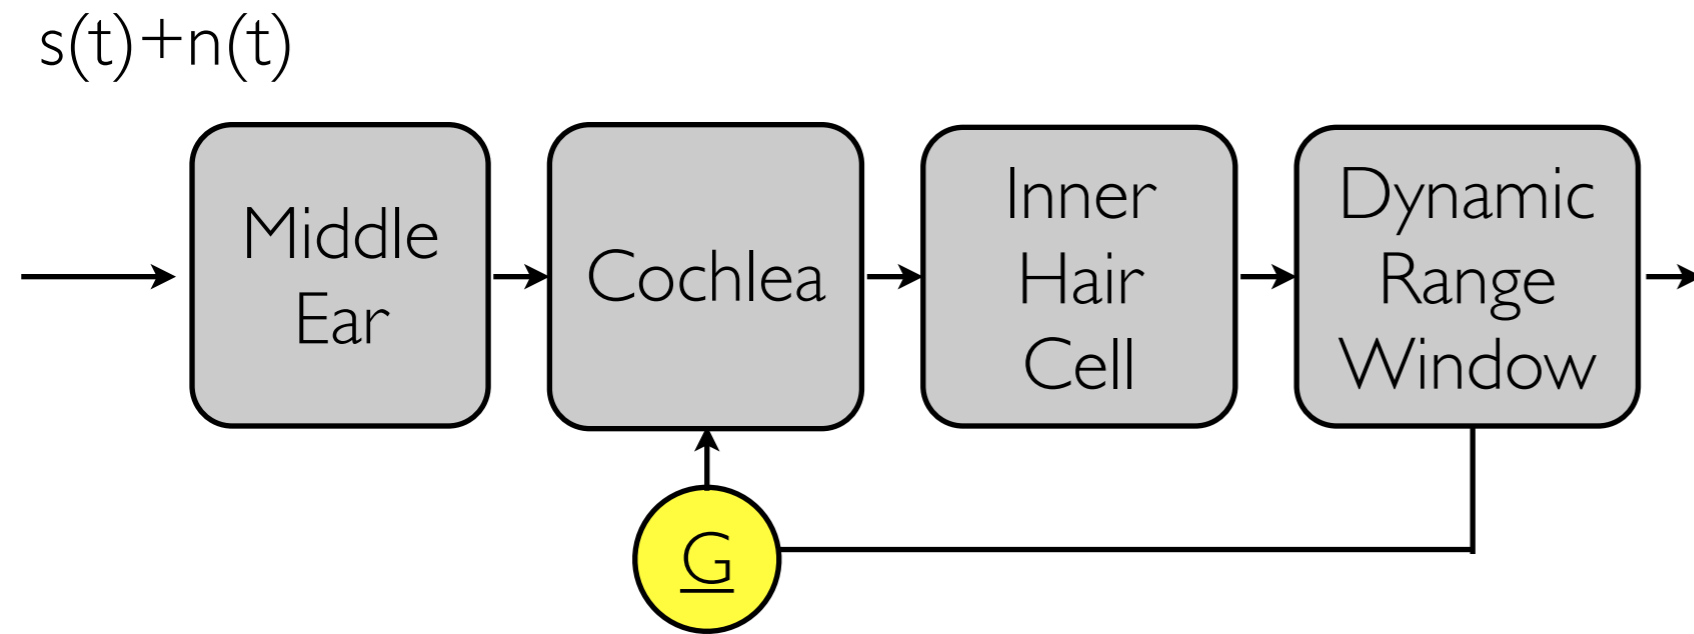 s(t)+n(t)
Middle
Ear
Cochlea
Inner
Hair
Cell
Dynamic
Range
Window
G